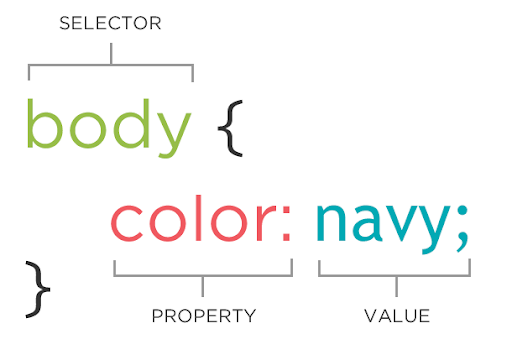 SELECTOR
body {
color: navy;
}
PROPERTY VALUE